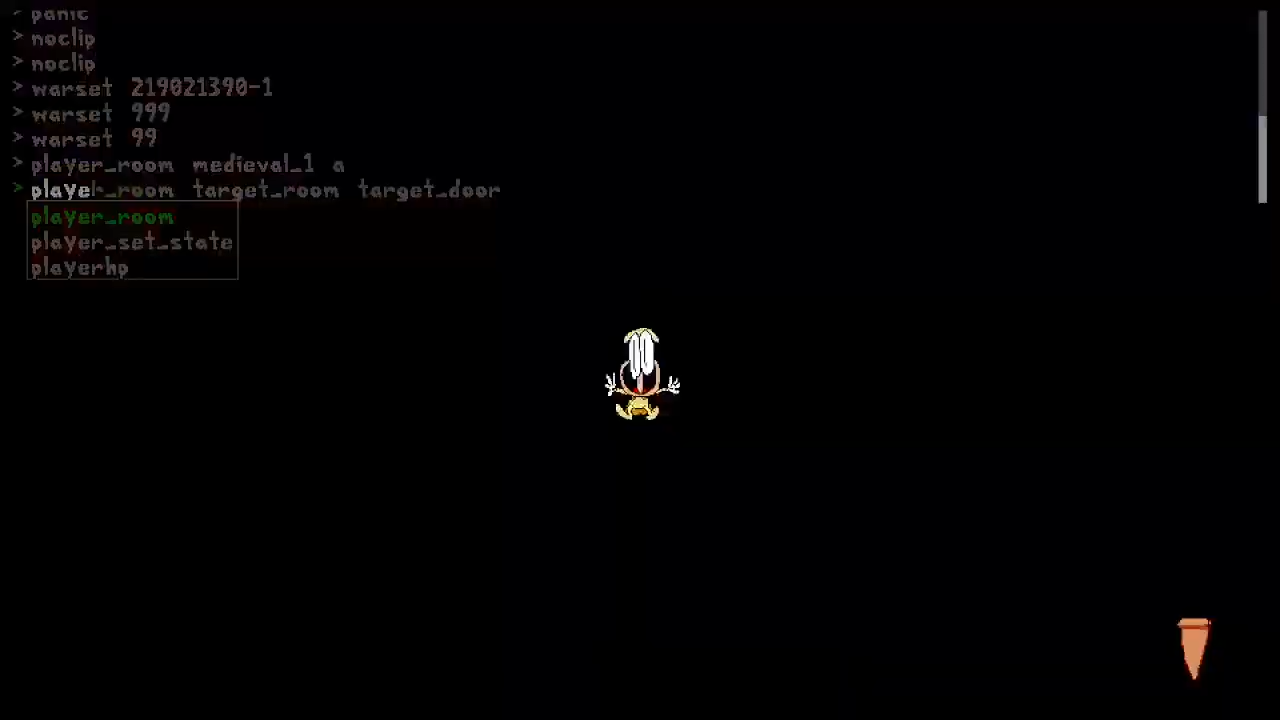 > panic
> noclip
> noclip
> warset 219021390-1
> warset 999
> warset 99
> player_room medieval_1 a
> player_room target_room target_door
player_room
player_set_state
playerhp